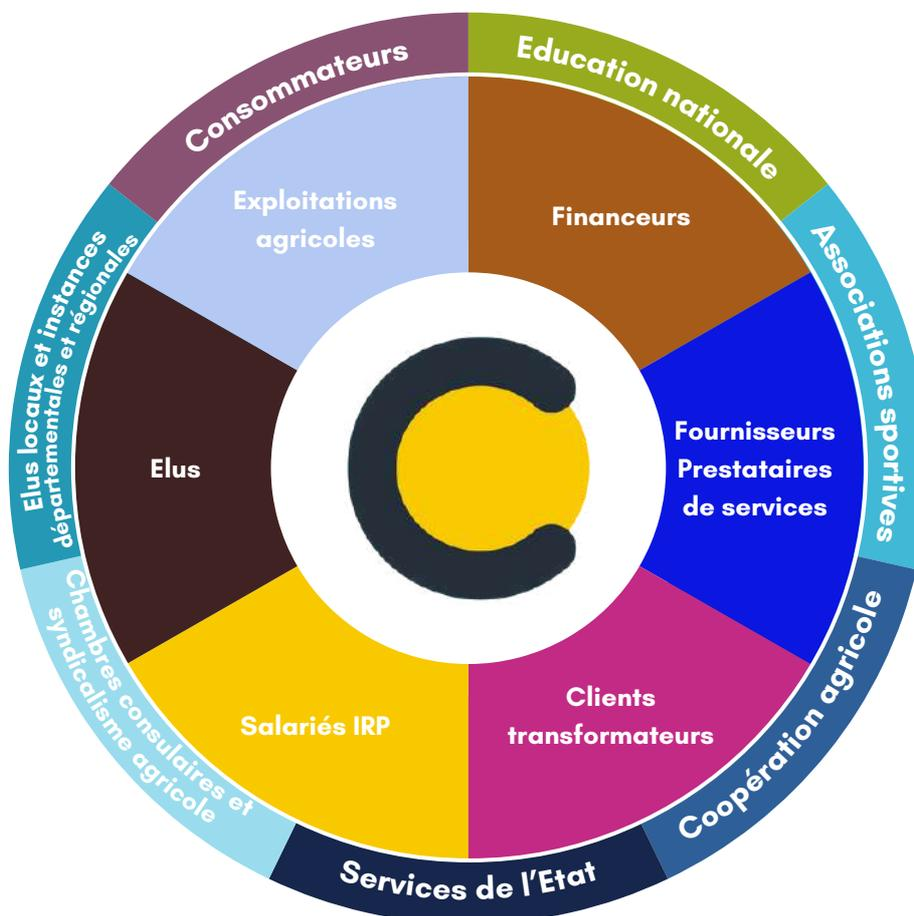 Consommateurs
Education nationale
Associations sportives
Coopération agricole
Services de l'Etat
Chambres consulaires et
syndicalisme agricole
Elus locaux et instances
départementales et régionales
Exploitations
agricoles
Financeurs
Fournisseurs
Prestataires
de services
Clients
transformateurs
Salariés IRP
Elus